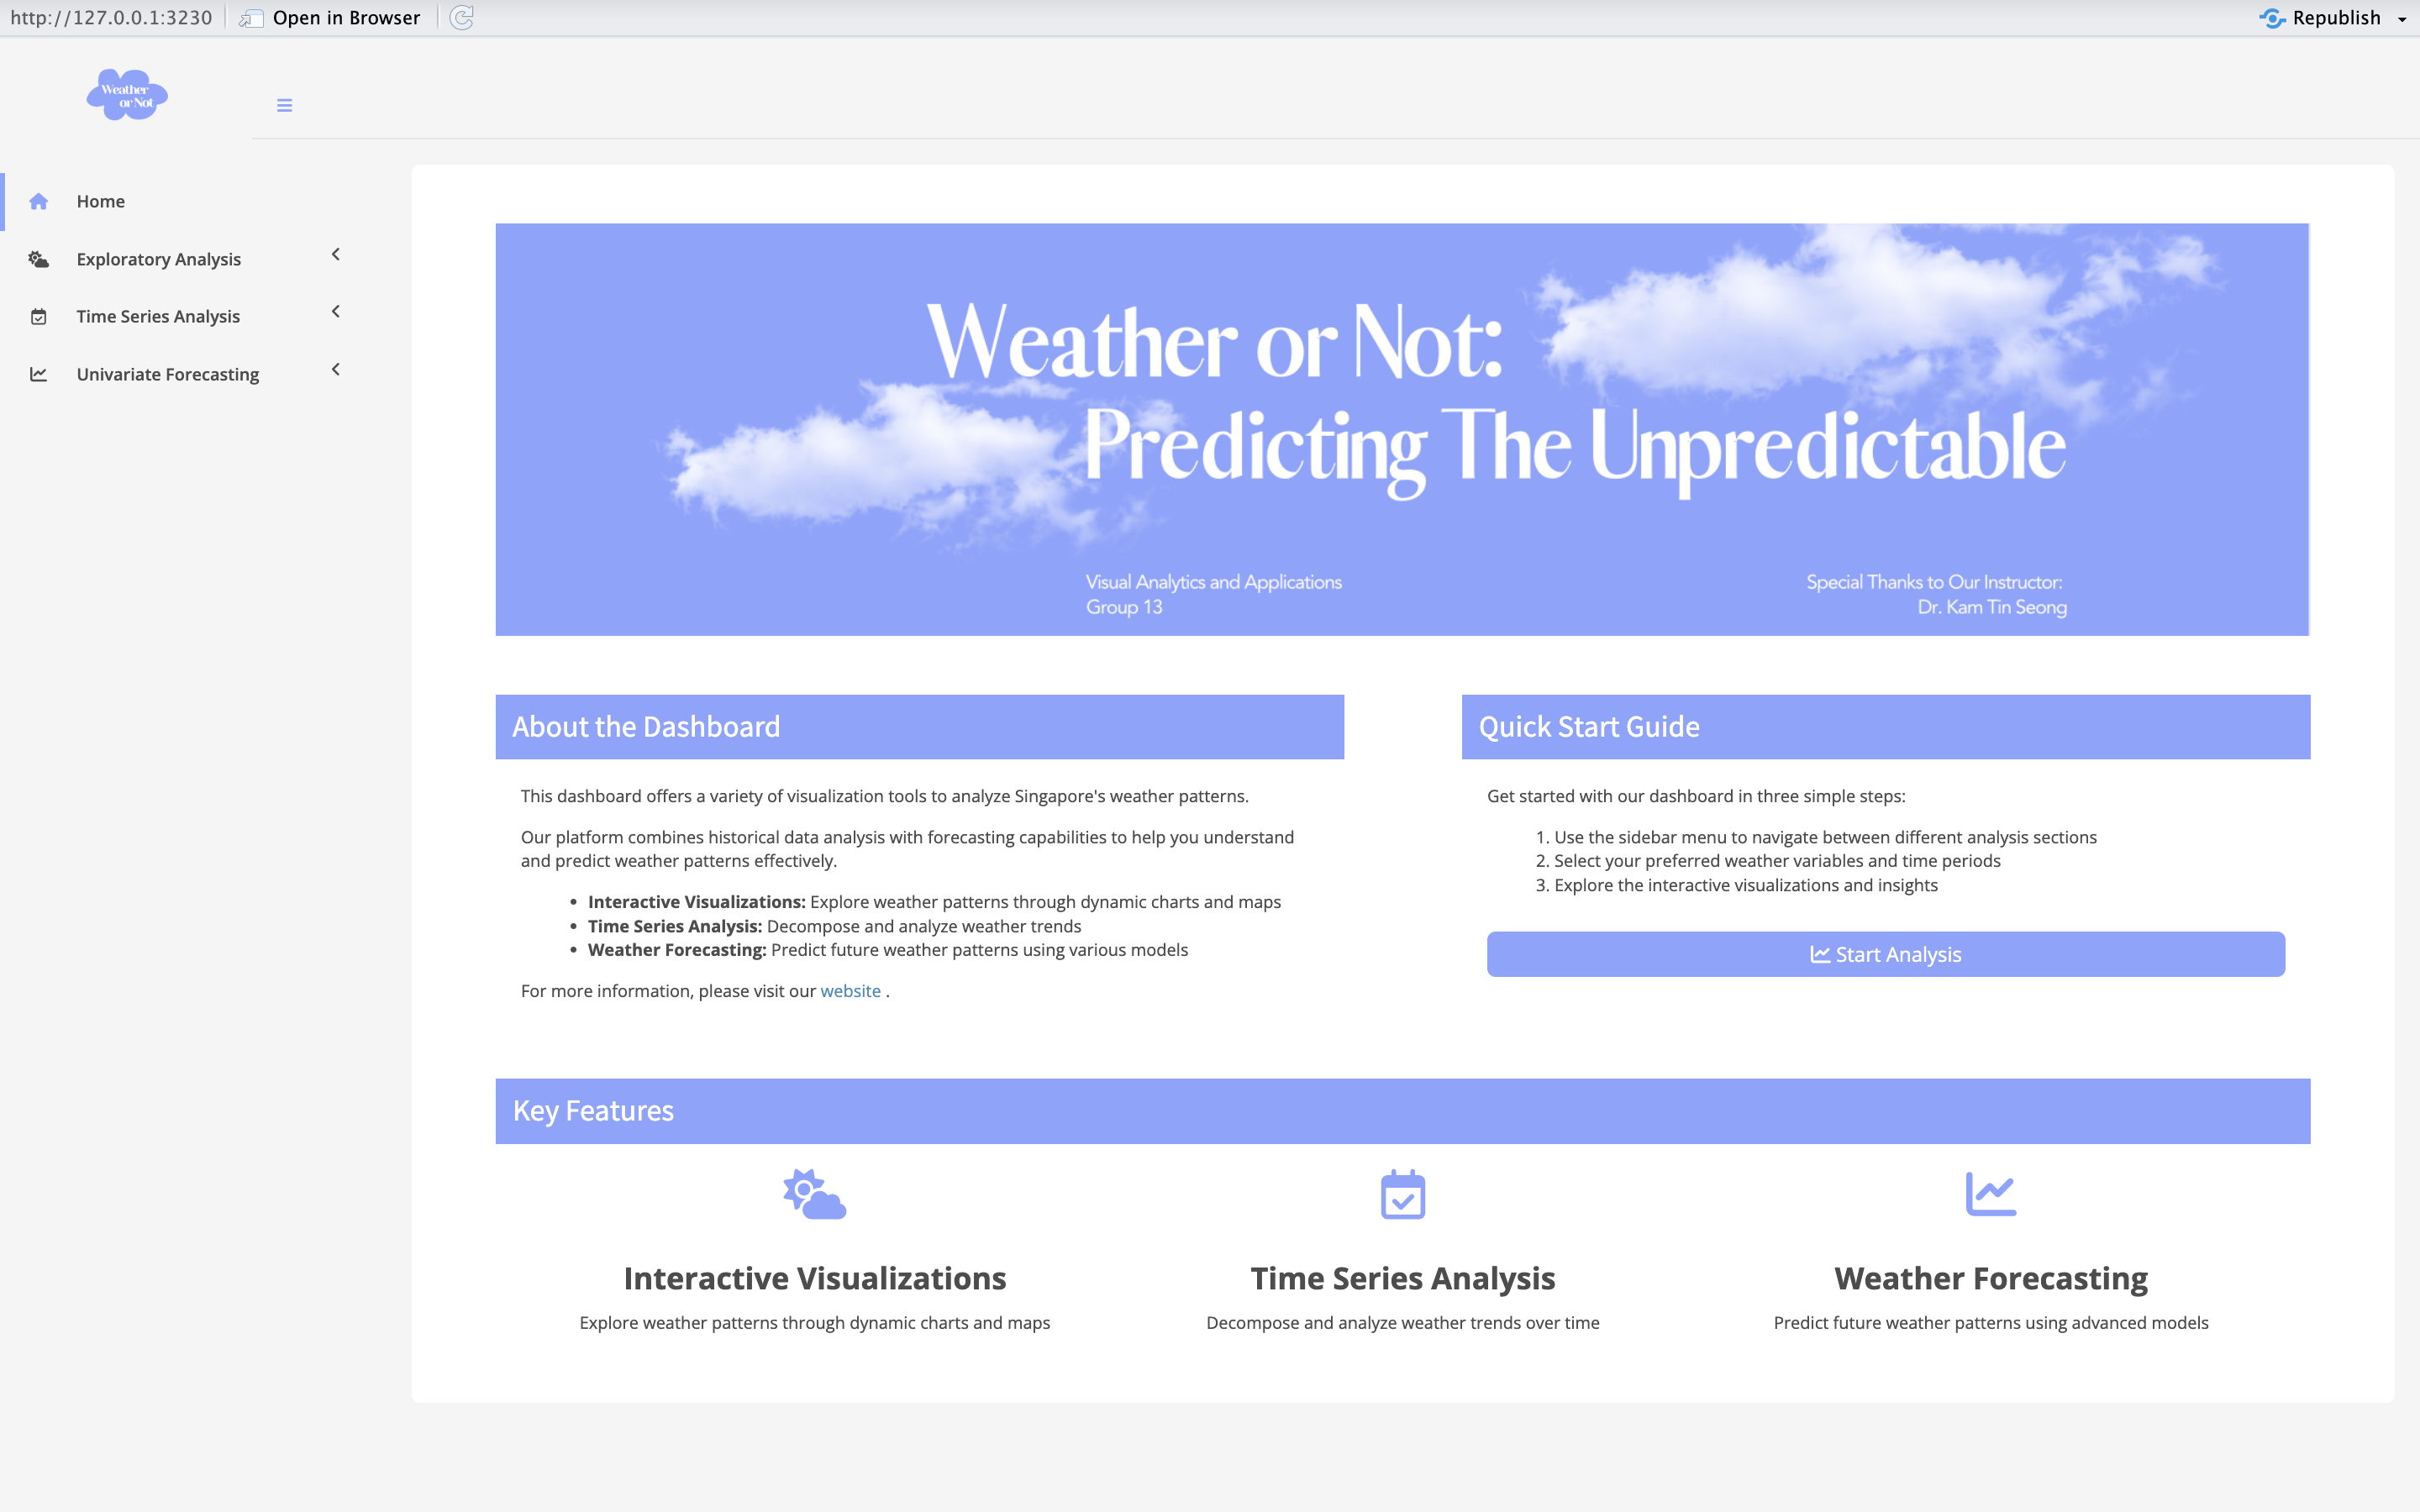 http://127.0.0.1:3230 Open in Browser Republish
Weather
or Not
Home
Exploratory Analysis
Time Series Analysis
Univariate Forecasting
Weather or Not:
Predicting The Unpredictable
Visual Analytics and Applications
Group 13
Special Thanks to Our Instructor:
Dr. Kam Tin Seong
About the Dashboard
This dashboard offers a variety of visualization tools to analyze Singapore's weather patterns.
Our platform combines historical data analysis with forecasting capabilities to help you understand
and predict weather patterns effectively.
• Interactive Visualizations: Explore weather patterns through dynamic charts and maps
• Time Series Analysis: Decompose and analyze weather trends
• Weather Forecasting: Predict future weather patterns using various models
For more information, please visit our website .
Quick Start Guide
Get started with our dashboard in three simple steps:
1. Use the sidebar menu to navigate between different analysis sections
2. Select your preferred weather variables and time periods
3. Explore the interactive visualizations and insights
Start Analysis
Key Features
Interactive Visualizations
Explore weather patterns through dynamic charts and maps
Time Series Analysis
Decompose and analyze weather trends over time
Weather Forecasting
Predict future weather patterns using advanced models